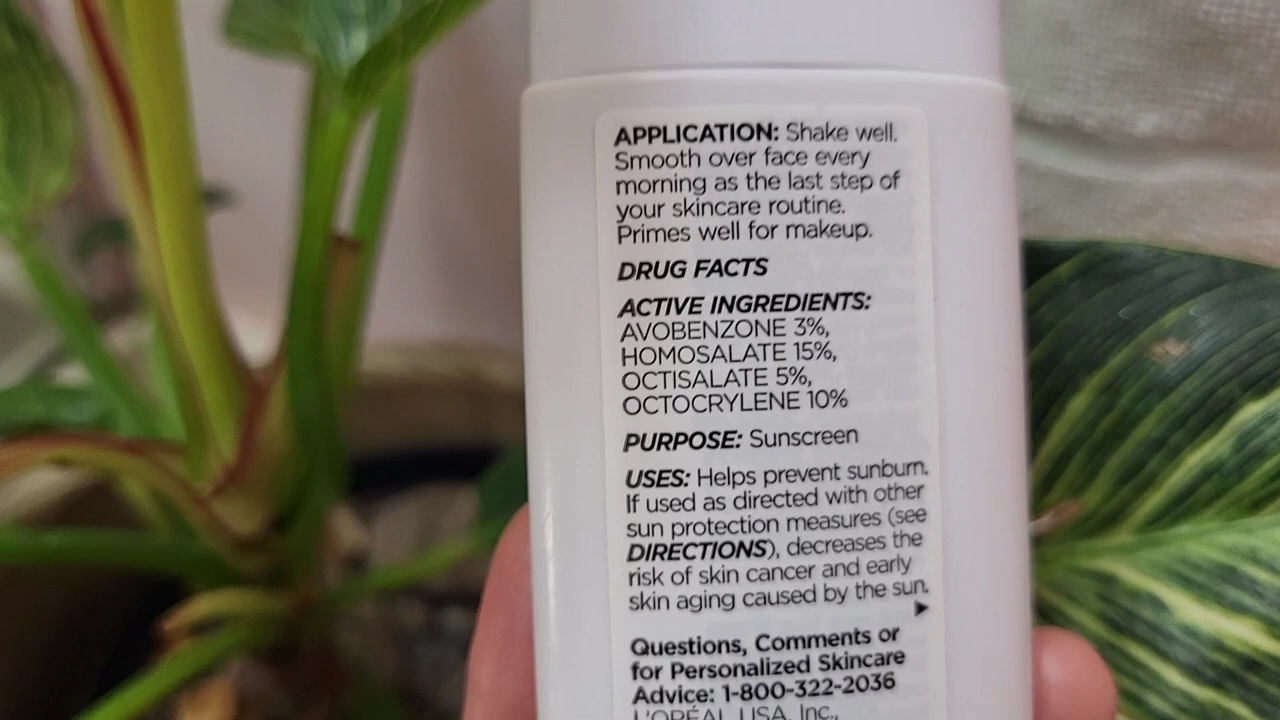 APPLICATION: Shake well.
Smooth over face every
morning as the last step of
your skincare routine.
Primes well for makeup.
DRUG FACTS
ACTIVE INGREDIENTS:
AVOBENZONE 3%,
HOMOSALATE 15%,
OCTISALATE 5%,
OCTOCRYLENE 10%
PURPOSE: Sunscreen
USES: Helps prevent sunburn.
If used as directed with other
sun protection measures (see
DIRECTIONS), decreases the
risk of skin cancer and early
skin aging caused by the sun.
Questions, Comments or
for Personalized Skincare
Advice: 1-800-322-2036
L'ORÉAL USA, Inc.,